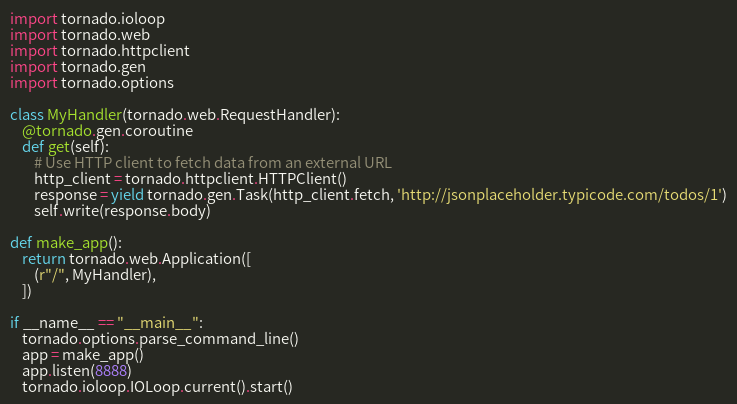 import tornado.ioloop
import tornado.web
import tornado.httpclient
import tornado.gen
import tornado.options

class MyHandler(tornado.web.RequestHandler):
    @tornado.gen.coroutine
    def get(self):
        # Use HTTP client to fetch data from an external URL
        http_client = tornado.httpclient.HTTPClient()
        response = yield tornado.gen.Task(http_client.fetch, 'http://jsonplaceholder.typicode.com/todos/1')
        self.write(response.body)

def make_app():
    return tornado.web.Application([
        (r"/", MyHandler),
    ])

if __name__ == "__main__":
    tornado.options.parse_command_line()
    app = make_app()
    app.listen(8888)
    tornado.ioloop.IOLoop.current().start()